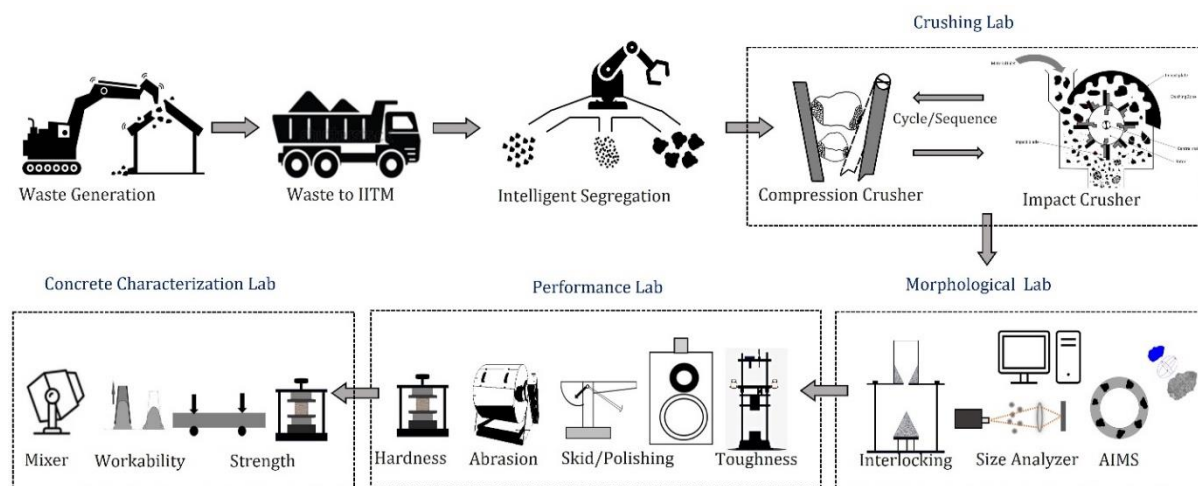 Crushing Lab
Cycle/Sequence
Waste Generation
Waste to IITM
Intelligent Segregation
Compression Crusher
Impact Crusher
Concrete Characterization Lab
Performance Lab
Morphological Lab
Mixer
Workability
Strength
Hardness
Abrasion
Skid/Polishing
Toughness
Interlocking
Size Analyzer
AIMS